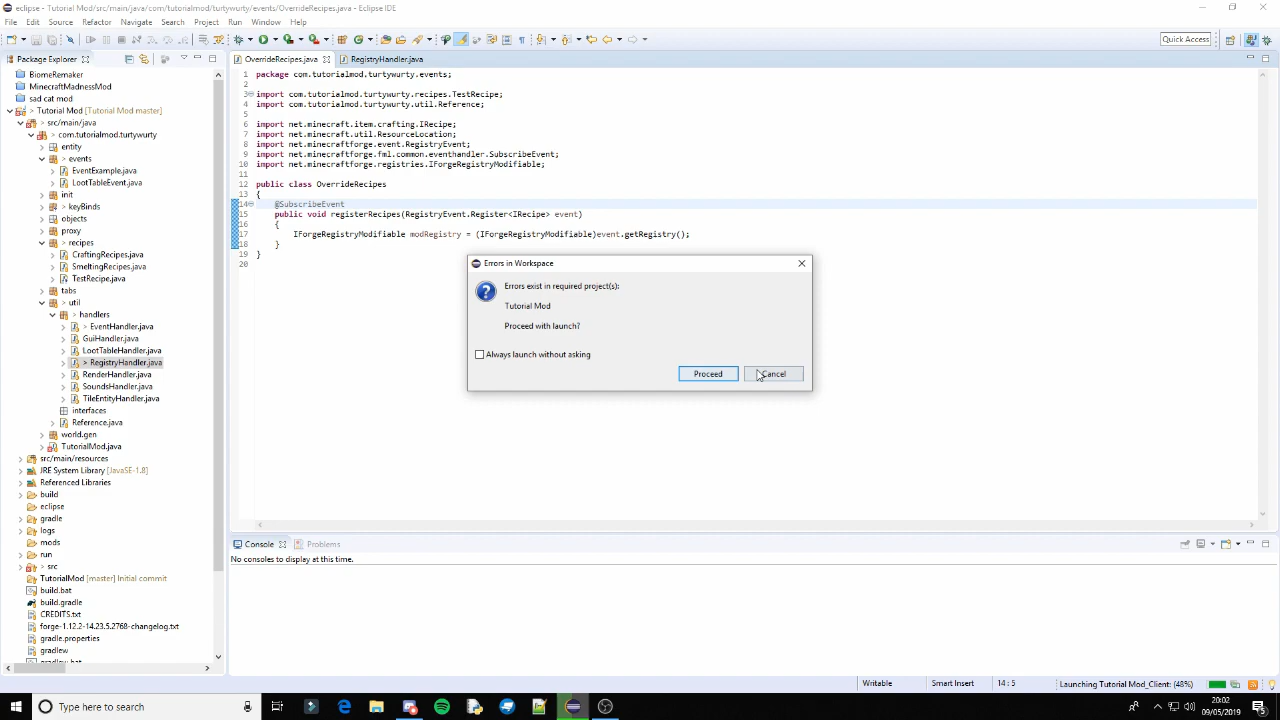 eclipse - Tutorial Mod/src/main/java/com/tutorialmod/turtywurty/events/OverrideRecipes.java - Eclipse IDE
File Edit Source Refactor Navigate Search Project Run Window Help
Quick Access
Package Explorer
BiomeRemaker
MinecraftMadnessMod
sad cat mod
> Tutorial Mod [Tutorial Mod master]
> src/main/java
> com.tutorialmod.turtywurty
entity
> events
> EventExample.java
> LootTableEvent.java
init
> keyBinds
objects
proxy
> recipes
> CraftingRecipes.java
> SmeltingRecipes.java
> TestRecipe.java
tabs
> util
> handlers
> EventHandler.java
GuiHandler.java
LootTableHandler.java
> RegistryHandler.java
RenderHandler.java
SoundsHandler.java
TileEntityHandler.java
interfaces
Reference.java
world.gen
TutorialMod.java
src/main/resources
JRE System Library [JavaSE-1.8]
Referenced Libraries
build
eclipse
gradle
logs
mods
run
> src
TutorialMod [master] Initial commit
build.bat
build.gradle
CREDITS.txt
forge-1.12.2-14.23.5.2768-changelog.txt
gradle.properties
gradlew
gradlew.bat
OverrideRecipes.java RegistryHandler.java
1 package com.tutorialmod.turtywurty.events;
2
3 import com.tutorialmod.turtywurty.recipes.TestRecipe;
4 import com.tutorialmod.turtywurty.util.Reference;
5
6 import net.minecraft.item.crafting.IRecipe;
7 import net.minecraft.util.ResourceLocation;
8 import net.minecraftforge.event.RegistryEvent;
9 import net.minecraftforge.fml.common.eventhandler.SubscribeEvent;
10 import net.minecraftforge.registries.IForgeRegistryModifiable;
11
12 public class OverrideRecipes
13 {
14 @SubscribeEvent
15 public void registerRecipes(RegistryEvent.Register<IRecipe> event)
16 {
17 IForgeRegistryModifiable modRegistry = (IForgeRegistryModifiable)event.getRegistry();
18 }
19 }
20
Errors in Workspace
Errors exist in required project(s):
Tutorial Mod
Proceed with launch?
Always launch without asking
Proceed Cancel
Console Problems
No consoles to display at this time.
Writable Smart Insert 14 : 5 Launching Tutorial Mod_Client: (48%)
Type here to search
20:02
09/05/2019